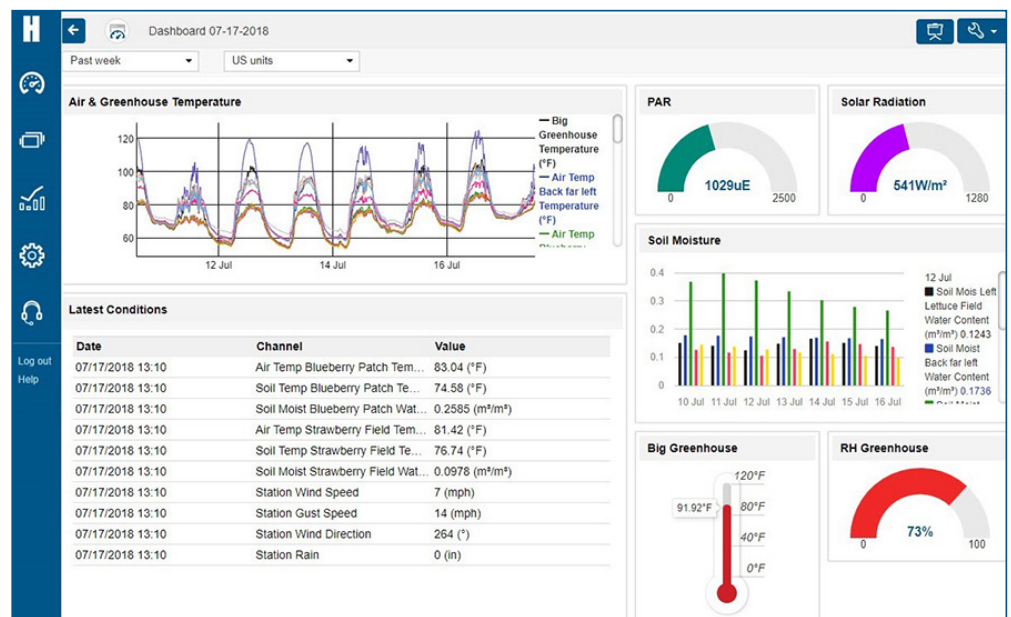 H
Dashboard 07-17-2018
Past week
US units
Log out
Help
Air & Greenhouse Temperature
120
100
80
60
12 Jul
14 Jul
16 Jul
Big
Greenhouse
Temperature
(°F)
Air Temp
Back far left
Temperature
(°F)
Air Temp
Latest Conditions
Date Channel Value
07/17/2018 13:10 Air Temp Blueberry Patch Tem... 83.04 (°F)
07/17/2018 13:10 Soil Temp Blueberry Patch Te... 74.58 (°F)
07/17/2018 13:10 Soil Moist Blueberry Patch Wat... 0.2585 (m³/m³)
07/17/2018 13:10 Air Temp Strawberry Field Tem... 81.42 (°F)
07/17/2018 13:10 Soil Temp Strawberry Field Te... 76.74 (°F)
07/17/2018 13:10 Soil Moist Strawberry Field Wat... 0.0978 (m³/m³)
07/17/2018 13:10 Station Wind Speed 7 (mph)
07/17/2018 13:10 Station Gust Speed 14 (mph)
07/17/2018 13:10 Station Wind Direction 264 (°)
07/17/2018 13:10 Station Rain 0 (in)
PAR
1029uE
0 2500
Solar Radiation
541W/m²
0 1280
Soil Moisture
0.4
0.3
0.2
0.1
0
10 Jul 11 Jul 12 Jul 13 Jul 14 Jul 15 Jul 16 Jul
12 Jul
Soil Mois Left
Lettuce Field
Water Content
(m³/m³) 0.1243
Soil Moist
Back far left
Water Content
(m³/m³) 0.1736
Big Greenhouse
120°F
91.92°F
80°F
40°F
0°F
RH Greenhouse
73%
0 100